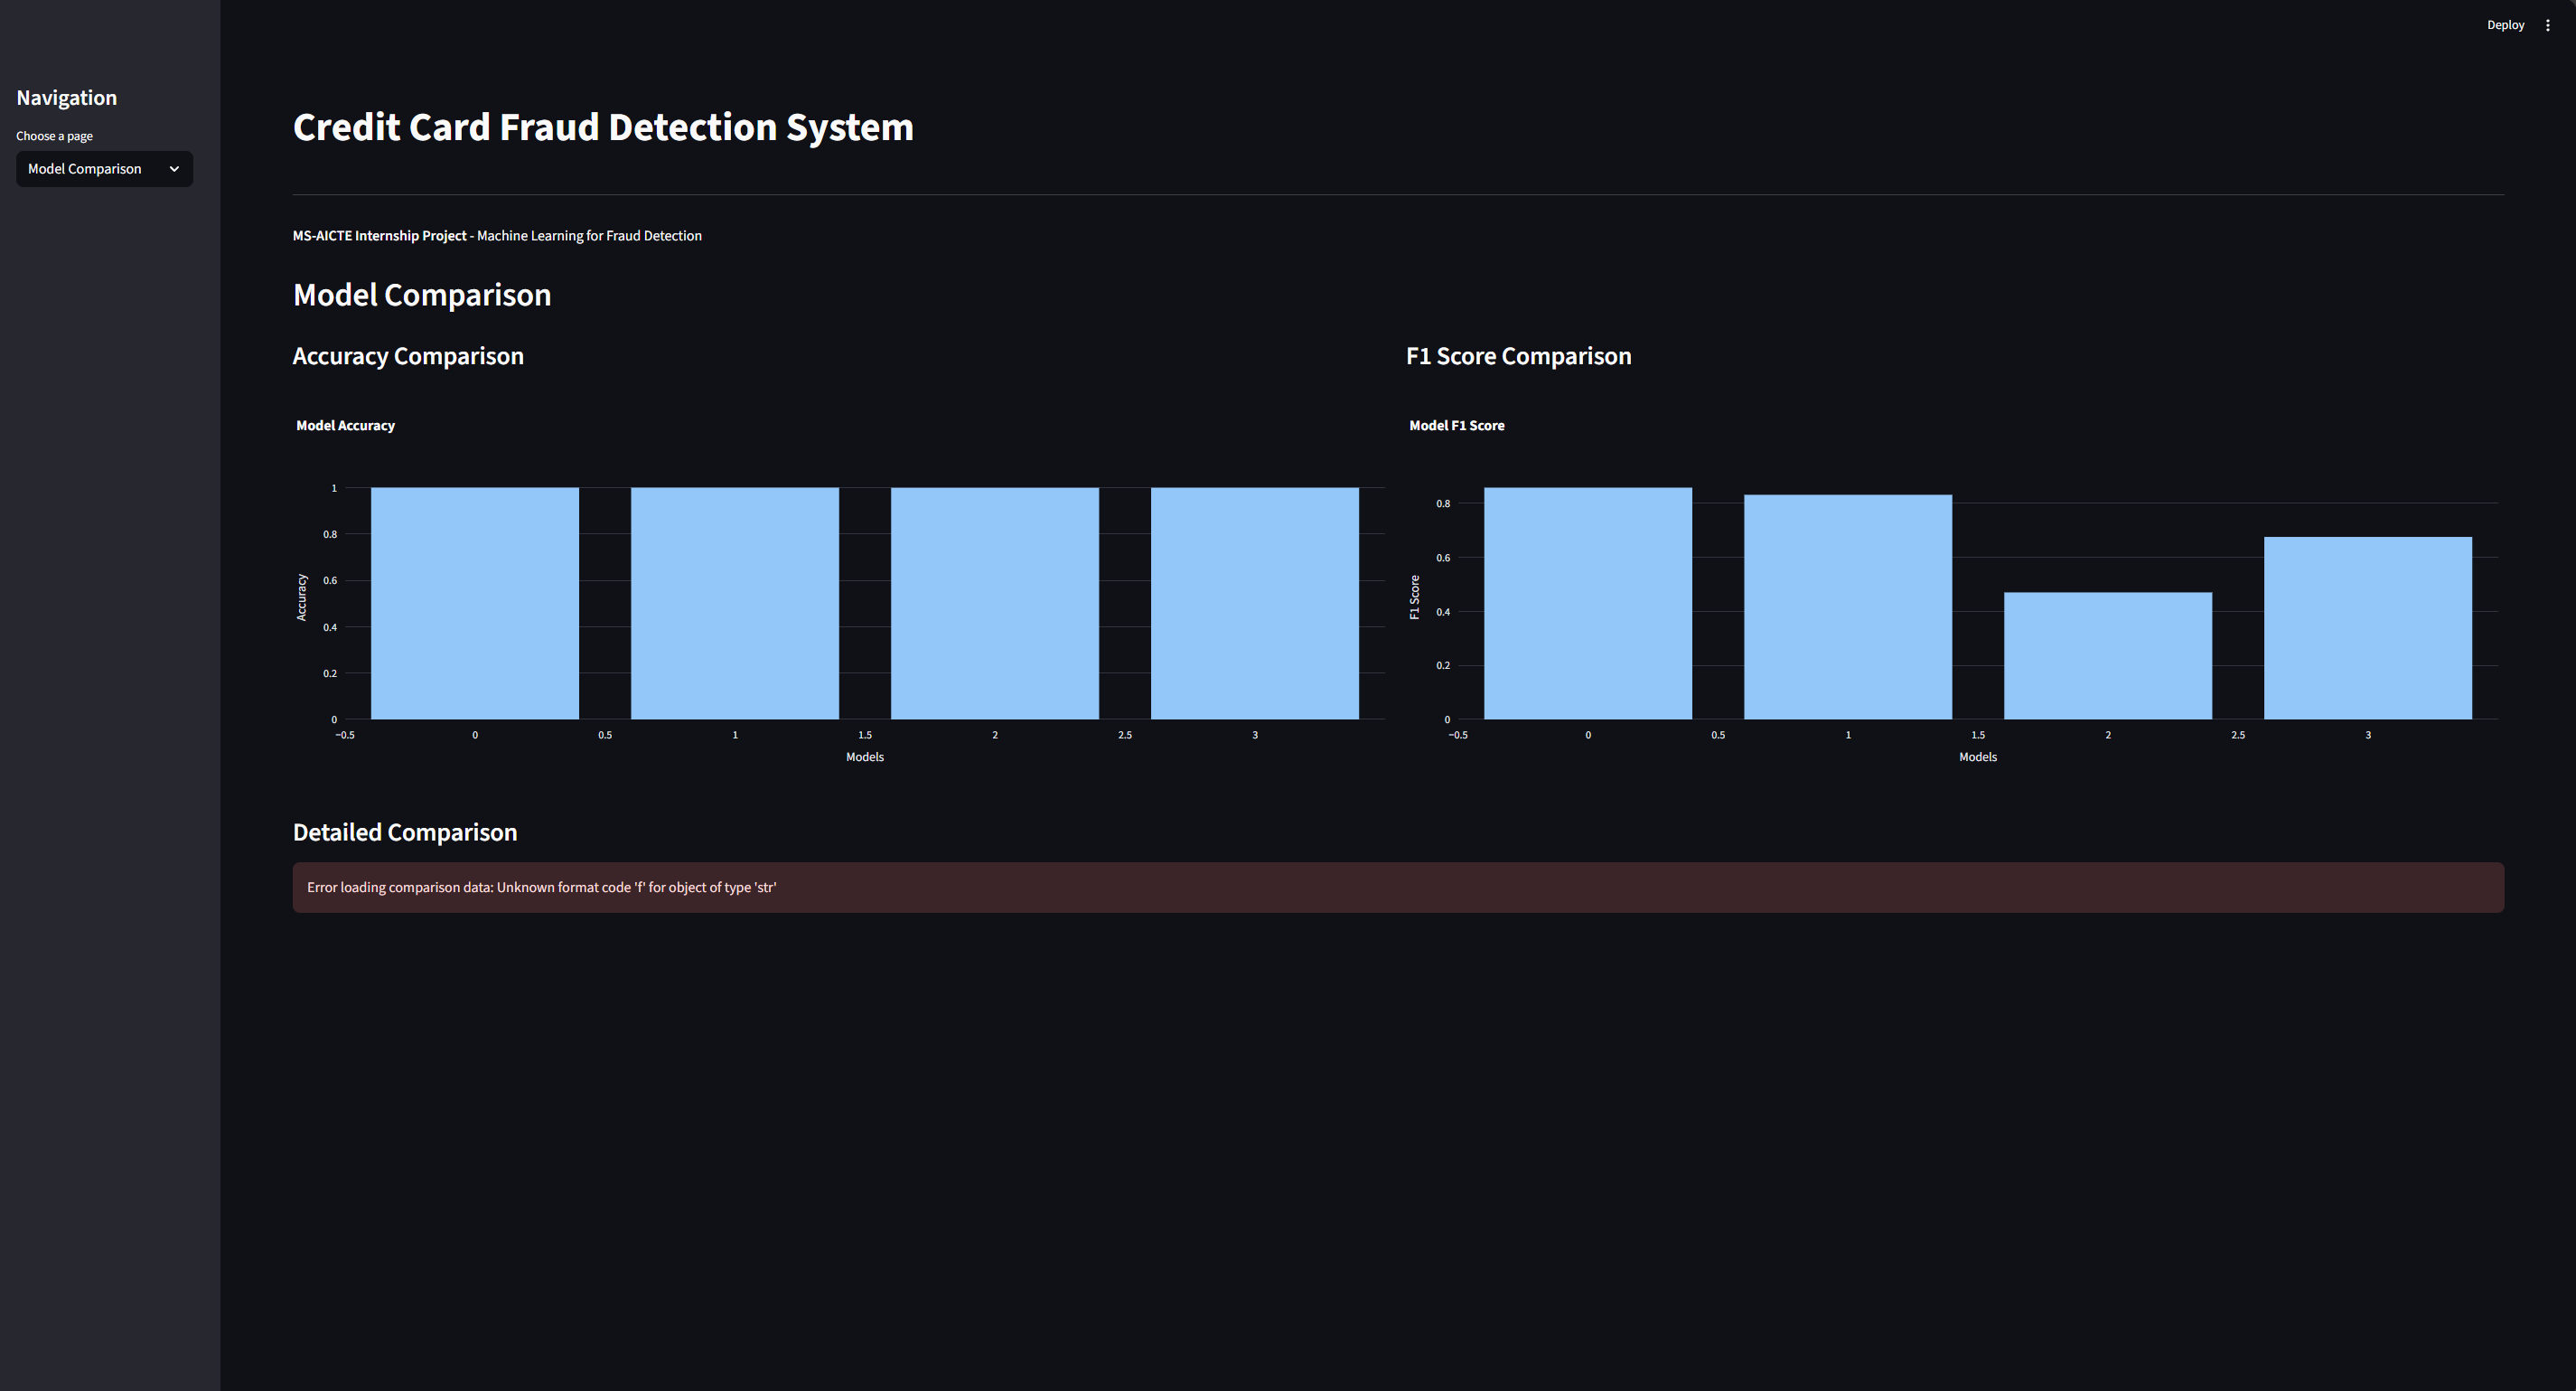 Deploy
Navigation
Choose a page
Model Comparison
Credit Card Fraud Detection System
MS-AICTE Internship Project - Machine Learning for Fraud Detection
Model Comparison
Accuracy Comparison
Model Accuracy
Accuracy
1
0.8
0.6
0.4
0.2
0
−0.5 0 0.5 1 1.5 2 2.5 3
Models
F1 Score Comparison
Model F1 Score
F1 Score
0.8
0.6
0.4
0.2
0
−0.5 0 0.5 1 1.5 2 2.5 3
Models
Detailed Comparison
Error loading comparison data: Unknown format code 'f' for object of type 'str'